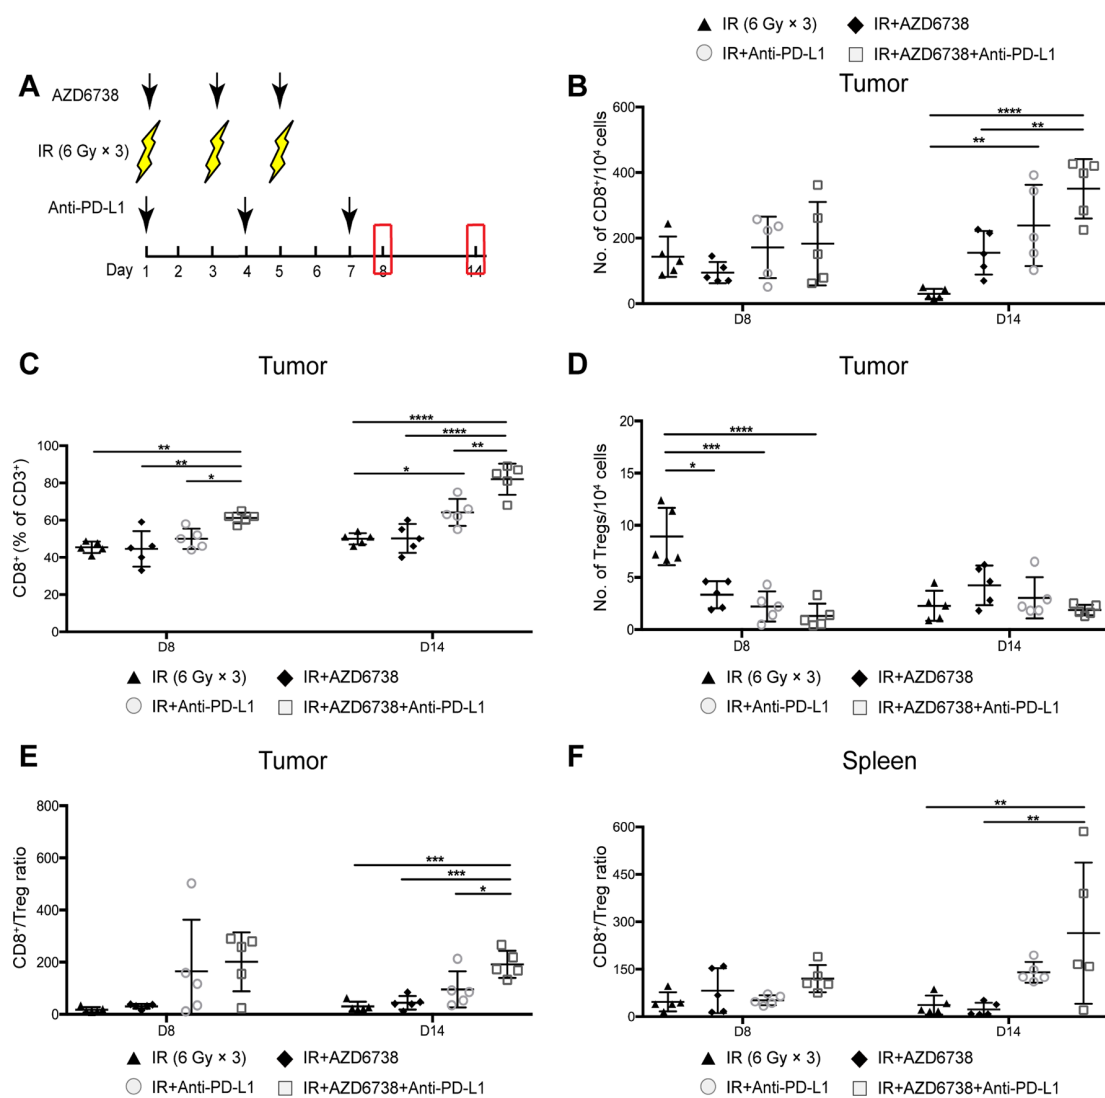 ▲ IR (6 Gy × 3) ◆ IR+AZD6738
○ IR+Anti-PD-L1 □ IR+AZD6738+Anti-PD-L1
A
AZD6738
IR (6 Gy × 3)
Anti-PD-L1
Day 1 2 3 4 5 6 7 8 14
B
Tumor
No. of CD8⁺/10⁴ cells
600
400
200
0
****
**
**
D8 D14
C
Tumor
CD8⁺ (% of CD3⁺)
100
80
60
40
20
0
**
**
*
****
****
**
*
D8 D14
▲ IR (6 Gy × 3) ◆ IR+AZD6738
○ IR+Anti-PD-L1 □ IR+AZD6738+Anti-PD-L1
D
Tumor
No. of Tregs/10⁴ cells
20
15
10
5
0
****
***
*
D8 D14
▲ IR (6 Gy × 3) ◆ IR+AZD6738
○ IR+Anti-PD-L1 □ IR+AZD6738+Anti-PD-L1
E
Tumor
CD8⁺/Treg ratio
800
600
400
200
0
***
***
*
D8 D14
▲ IR (6 Gy × 3) ◆ IR+AZD6738
○ IR+Anti-PD-L1 □ IR+AZD6738+Anti-PD-L1
F
Spleen
CD8⁺/Treg ratio
600
450
300
150
0
**
**
D8 D14
▲ IR (6 Gy × 3) ◆ IR+AZD6738
○ IR+Anti-PD-L1 □ IR+AZD6738+Anti-PD-L1